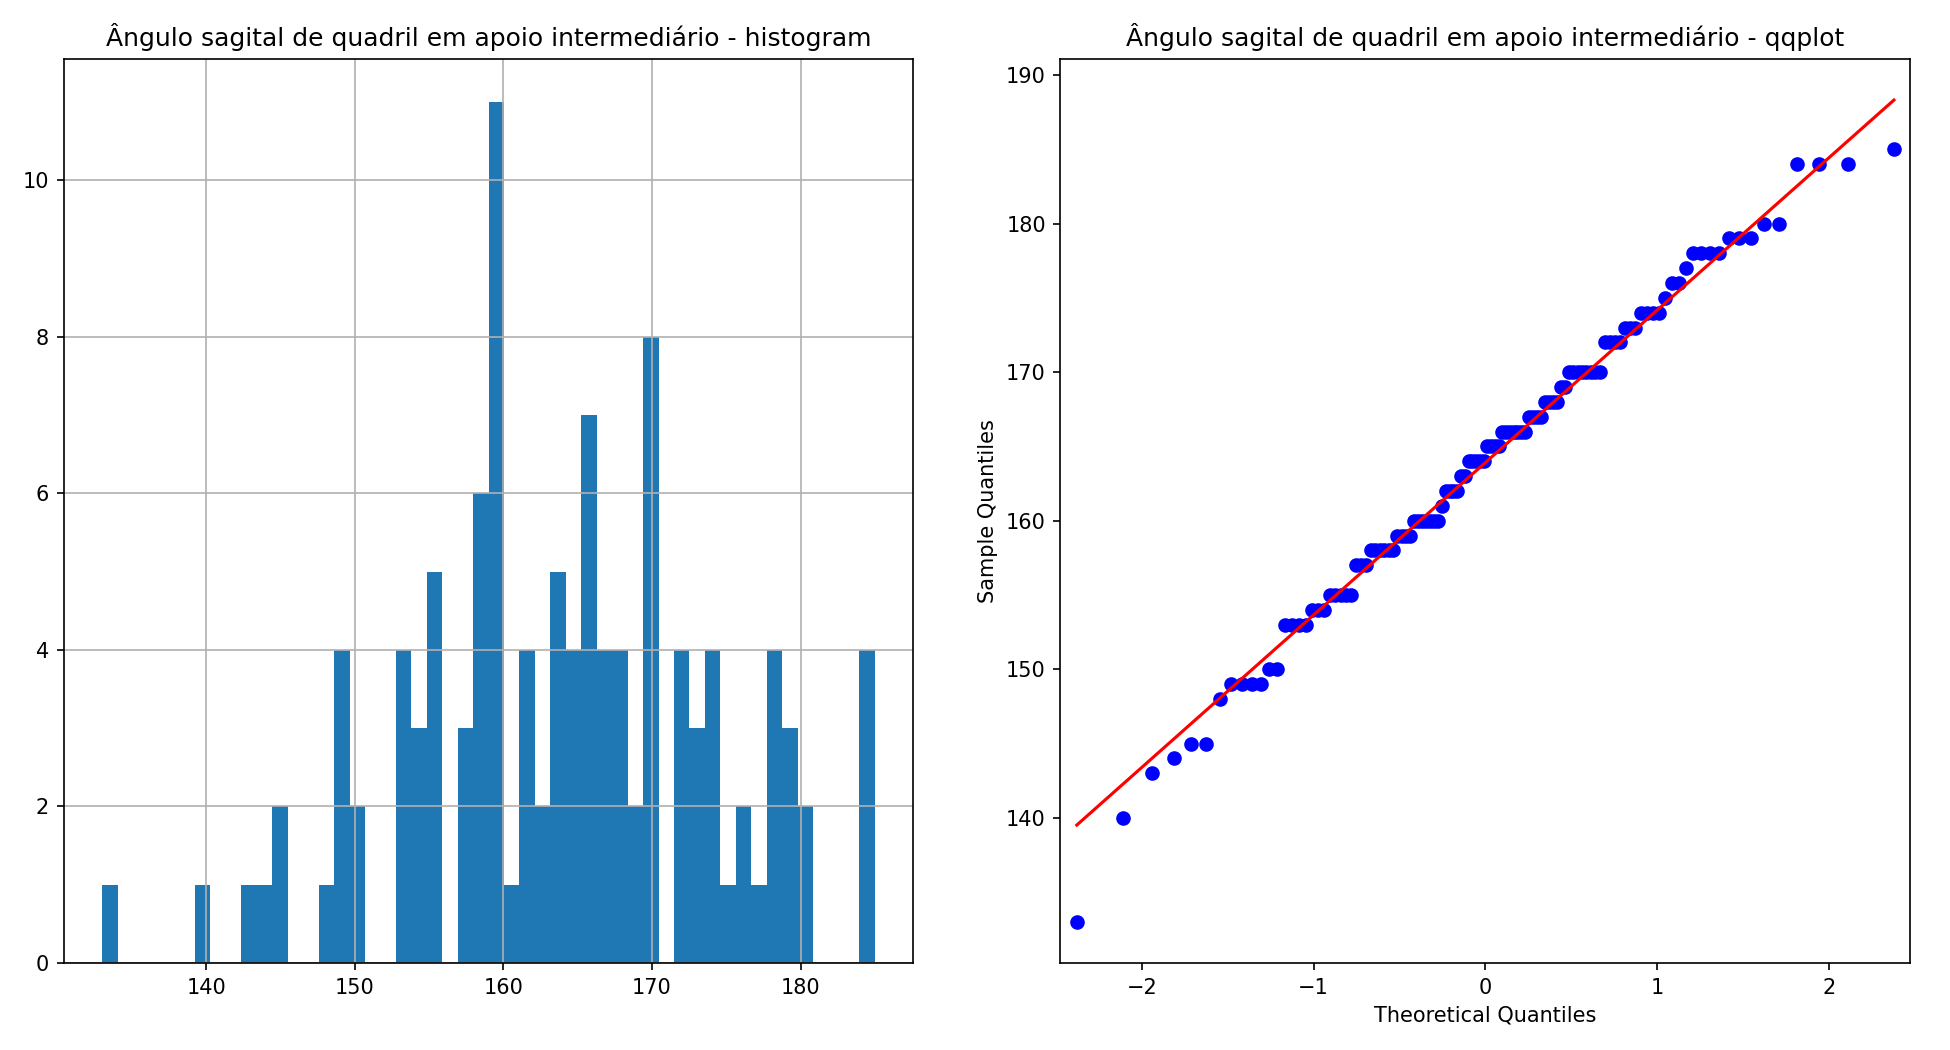 Ângulo sagital de quadril em apoio intermediário - histogram
10
8
6
4
2
0
140 150 160 170 180
Ângulo sagital de quadril em apoio intermediário - qqplot
190
180
170
160
150
140
Sample Quantiles
−2 −1 0 1 2
Theoretical Quantiles